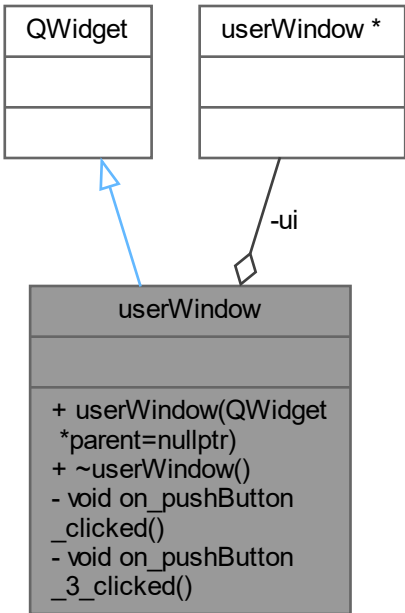 QWidget
userWindow *
-ui
userWindow
+ userWindow(QWidget
*parent=nullptr)
+ ~userWindow()
- void on_pushButton
_clicked()
- void on_pushButton
_3_clicked()